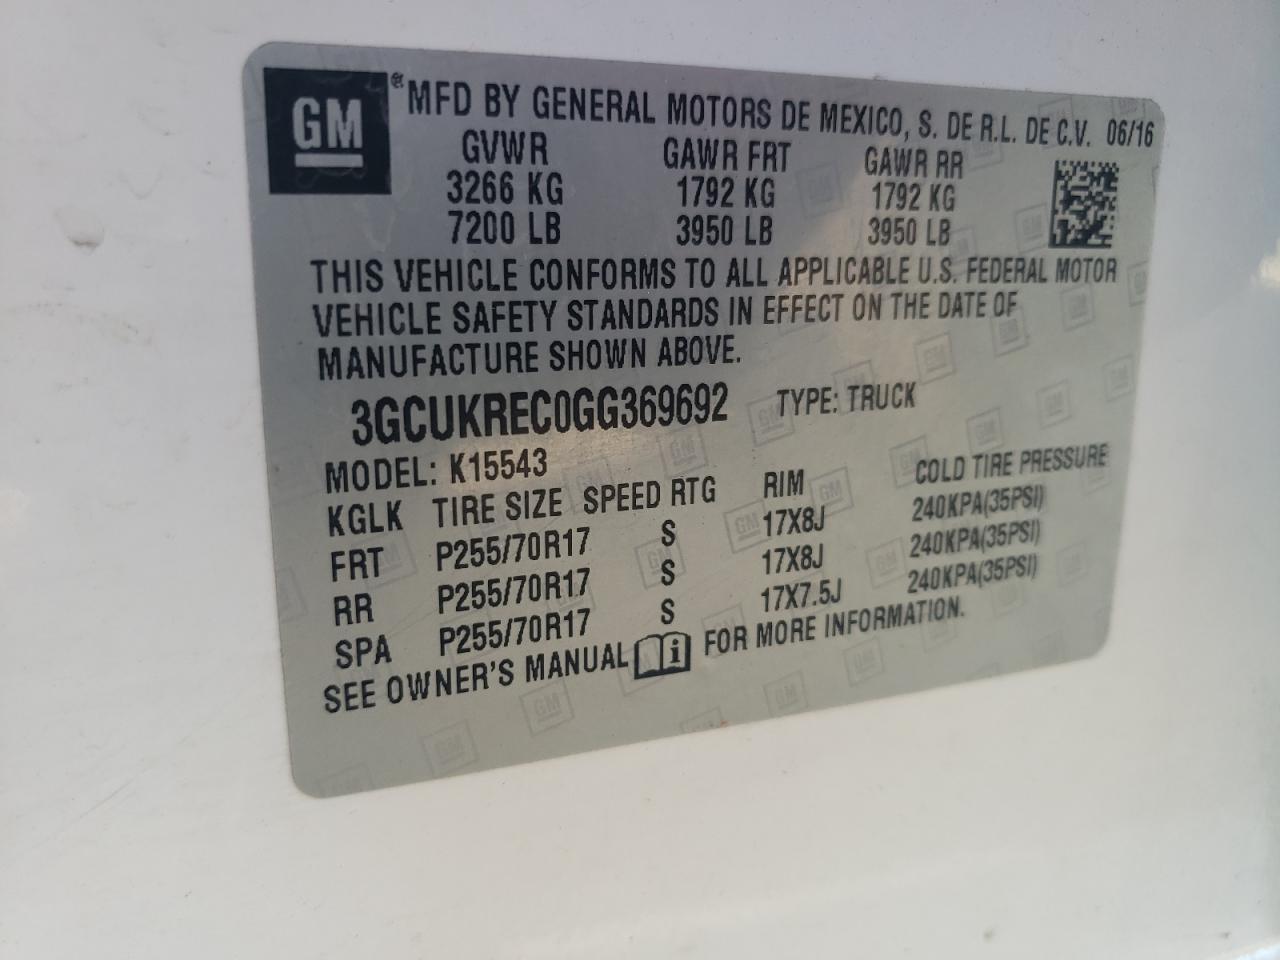 GM ® MFD BY GENERAL MOTORS DE MEXICO, S. DE R.L. DE C.V. 06/16
GVWR GAWR FRT GAWR RR
3266 KG 1792 KG 1792 KG
7200 LB 3950 LB 3950 LB
THIS VEHICLE CONFORMS TO ALL APPLICABLE U.S. FEDERAL MOTOR
VEHICLE SAFETY STANDARDS IN EFFECT ON THE DATE OF
MANUFACTURE SHOWN ABOVE.
3GCUKREC0GG369692 TYPE: TRUCK
MODEL: K15543
KGLK TIRE SIZE SPEED RTG RIM COLD TIRE PRESSURE
FRT P255/70R17 S 17X8J 240KPA(35PSI)
RR P255/70R17 S 17X8J 240KPA(35PSI)
SPA P255/70R17 S 17X7.5J 240KPA(35PSI)
SEE OWNER'S MANUAL i FOR MORE INFORMATION.